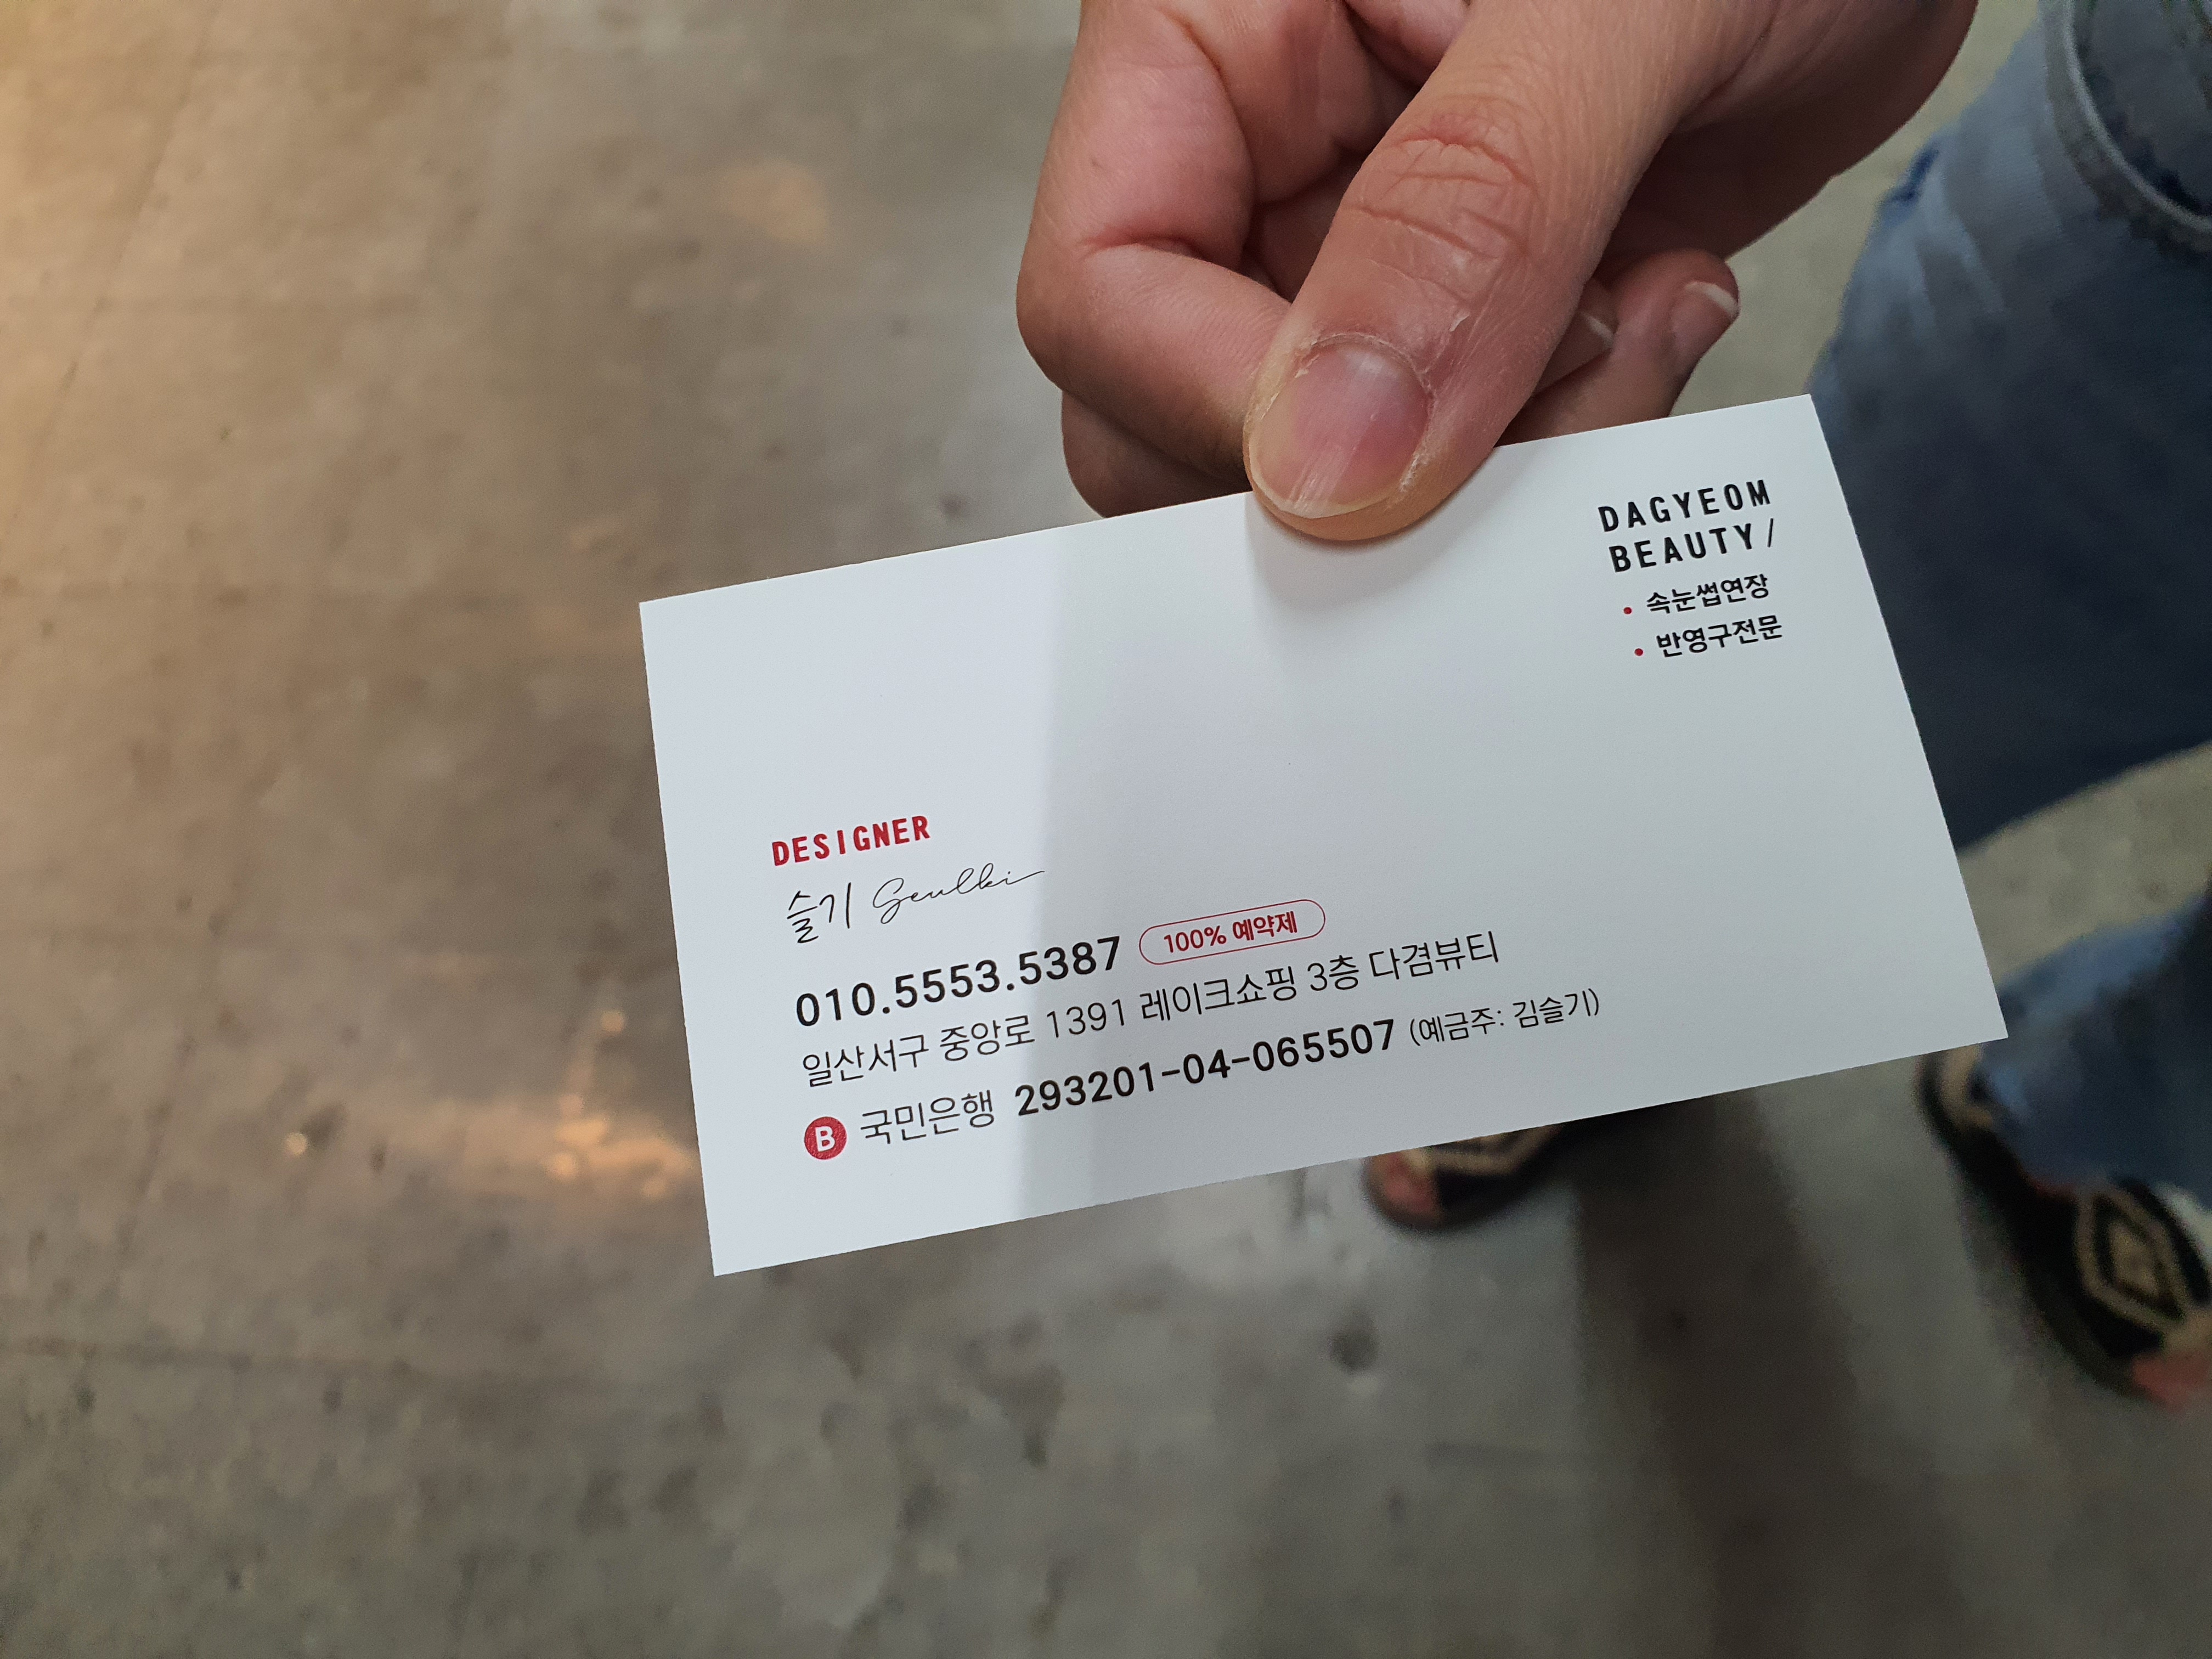 DAGYEOM
BEAUTY/
• 속눈썹연장
• 반영구전문
DESIGNER
슬기 Seulki
010.5553.5387 100% 예약제
일산서구 중앙로 1391 레이크쇼핑 3층 다겸뷰티
B 국민은행 293201-04-065507 (예금주: 김슬기)